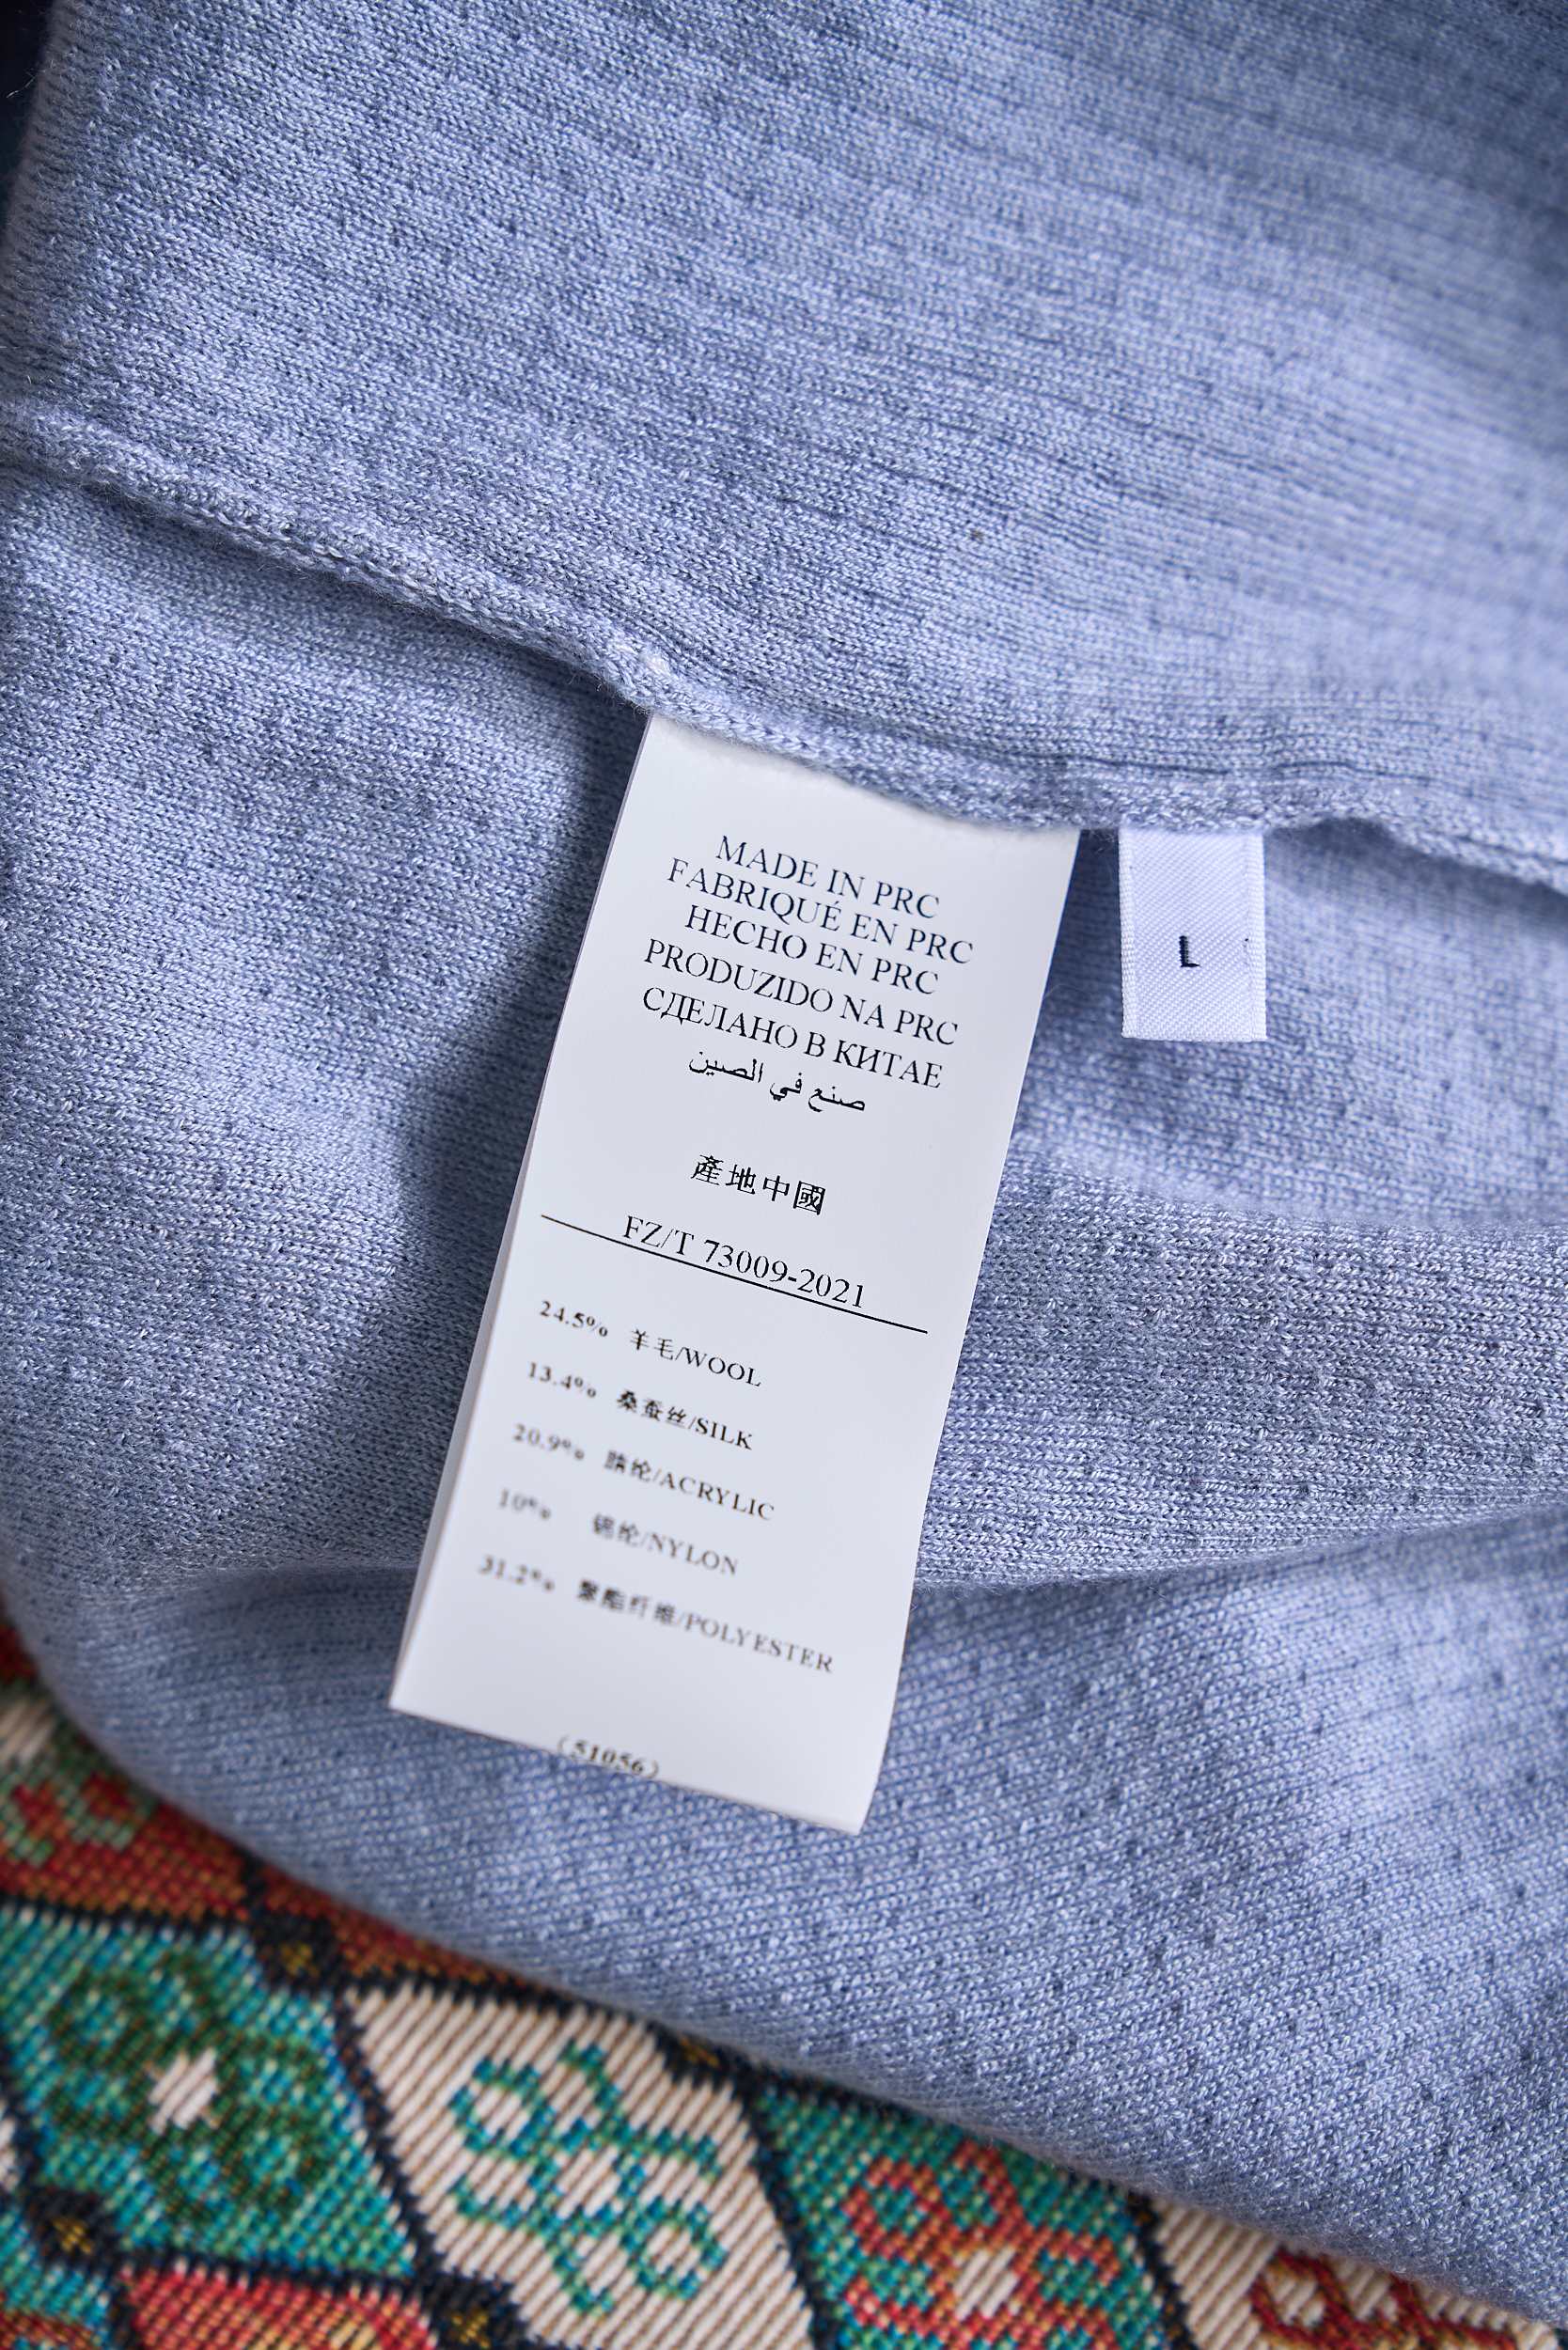 MADE IN PRC
FABRIQUÉ EN PRC
HECHO EN PRC
PRODUZIDO NA PRC
СДЕЛАНО В КИТАЕ
صنع في الصين
產地中國
FZ/T 73009-2021
24.5% 羊毛/WOOL
13.4% 桑蚕丝/SILK
20.9% 腈纶/ACRYLIC
10% 锦纶/NYLON
31.2% 聚酯纤维/POLYESTER
(51056)
L